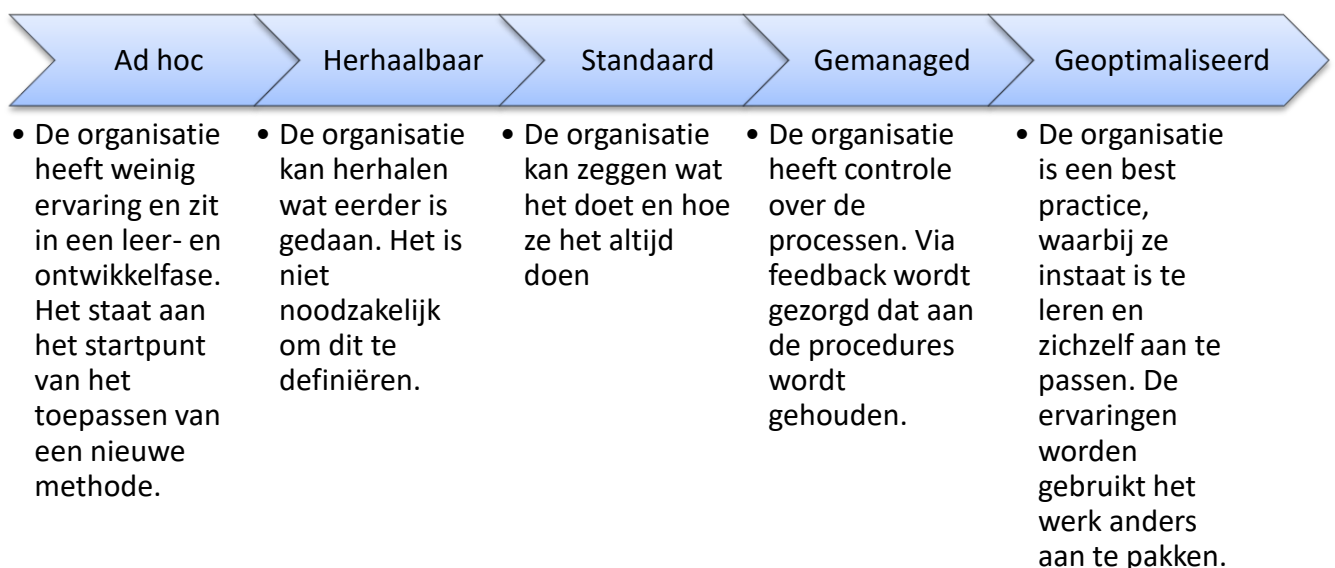 Ad hoc
Herhaalbaar
Standaard
Gemanaged
Geoptimaliseerd
• De organisatie
heeft weinig
ervaring en zit
in een leer- en
ontwikkelfase.
Het staat aan
het startpunt
van het
toepassen van
een nieuwe
methode.
• De organisatie
kan herhalen
wat eerder is
gedaan. Het is
niet
noodzakelijk
om dit te
definiëren.
• De organisatie
kan zeggen wat
het doet en hoe
ze het altijd
doen
• De organisatie
heeft controle
over de
processen. Via
feedback wordt
gezorgd dat aan
de procedures
wordt
gehouden.
• De organisatie
is een best
practice,
waarbij ze
instaat is te
leren en
zichzelf aan te
passen. De
ervaringen
worden
gebruikt het
werk anders
aan te pakken.